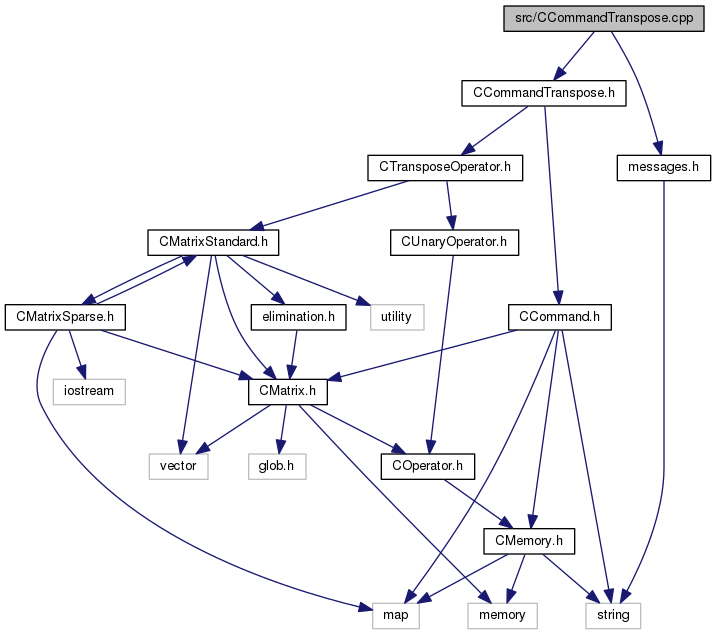 src/CCommandTranspose.cpp
CCommandTranspose.h
CTransposeOperator.h
messages.h
CMatrixStandard.h
CUnaryOperator.h
CMatrixSparse.h
elimination.h
utility
CCommand.h
iostream
CMatrix.h
vector
glob.h
COperator.h
CMemory.h
map
memory
string